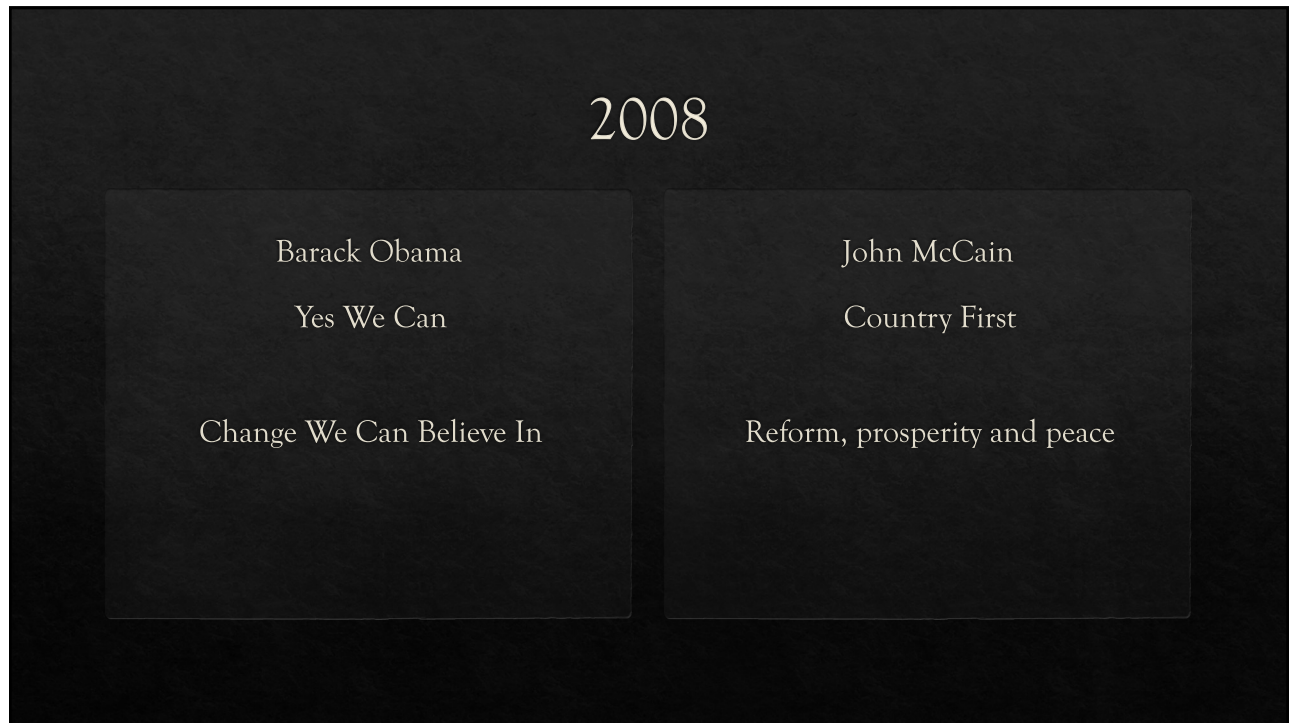 2008
Barack Obama
Yes We Can
Change We Can Believe In
John McCain
Country First
Reform, prosperity and peace